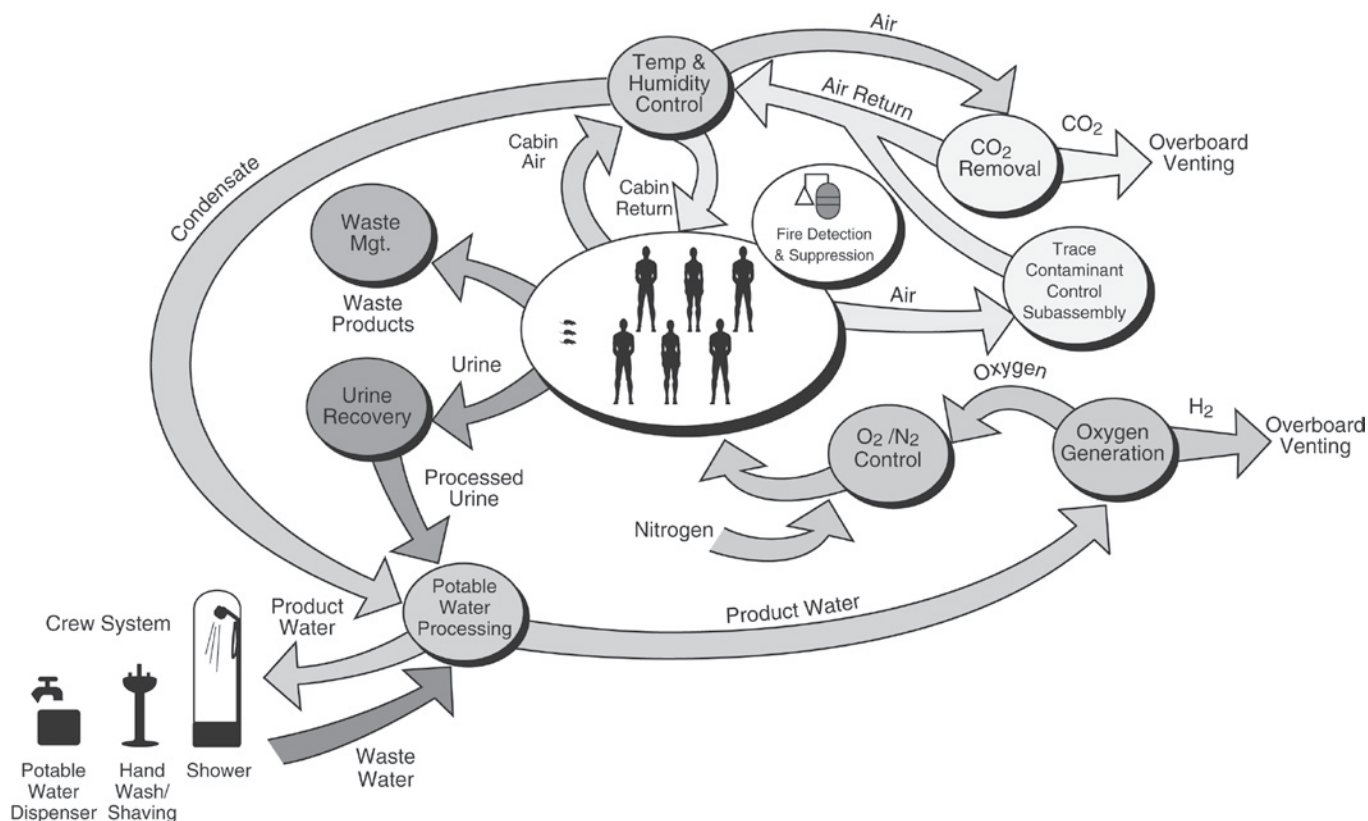 Air
Temp &
Humidity
Control
Air Return
CO₂
Overboard
Venting
CO₂
Removal
Cabin
Air
Cabin
Return
Condensate
Waste
Mgt.
Fire Detection
& Suppression
Trace
Contaminant
Control
Subassembly
Waste
Products
Air
Urine
Oxygen
Urine
Recovery
H₂
Overboard
Venting
O₂ /N₂
Control
Oxygen
Generation
Processed
Urine
Nitrogen
Potable
Water
Processing
Product
Water
Product Water
Crew System
Waste
Water
Potable
Water
Dispenser
Hand
Wash/
Shaving
Shower